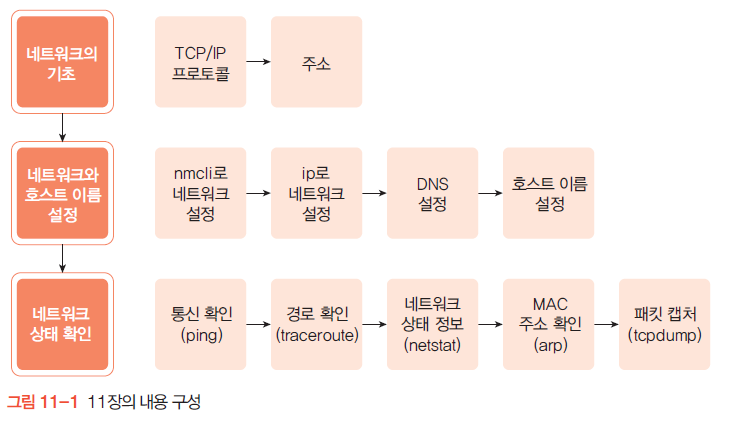 네트워크의
기초
TCP/IP
프로토콜
주소
네트워크와
호스트 이름
설정
nmcli로
네트워크
설정
ip로
네트워크
설정
DNS
설정
호스트 이름
설정
네트워크
상태 확인
통신 확인
(ping)
경로 확인
(traceroute)
네트워크
상태 정보
(netstat)
MAC
주소 확인
(arp)
패킷 캡처
(tcpdump)
그림 11-1 11장의 내용 구성